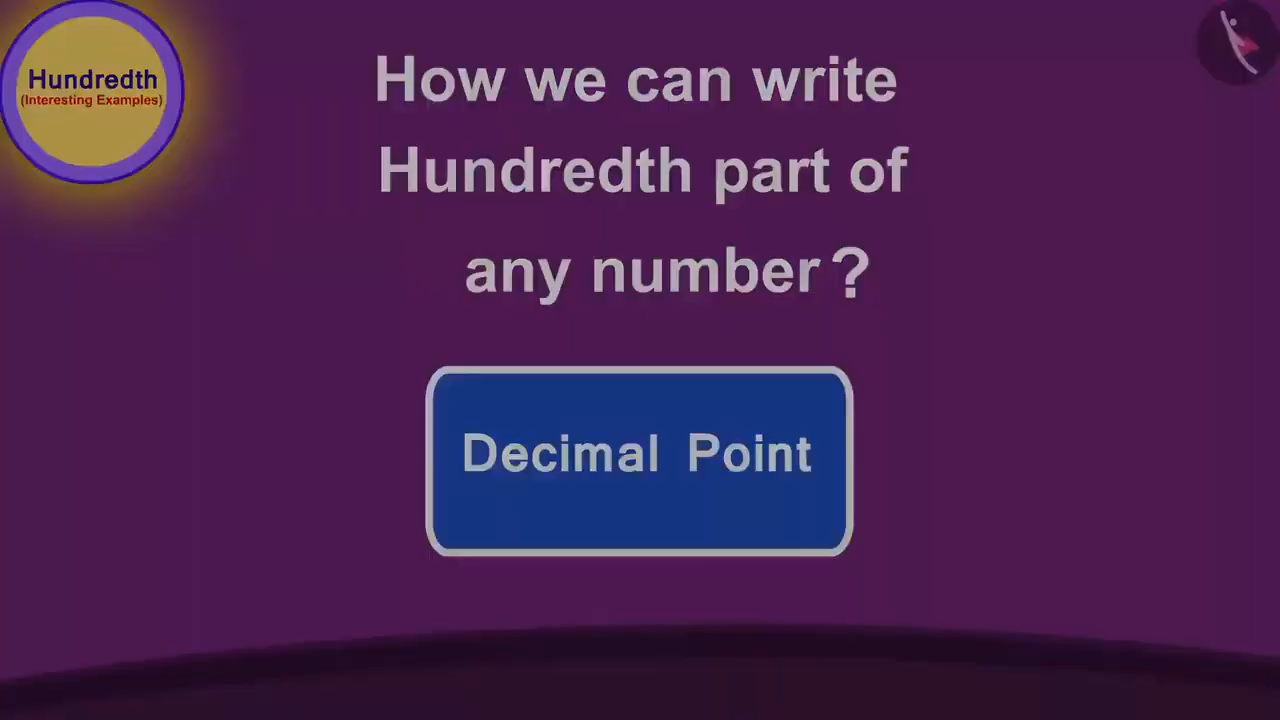 Hundredth
(Interesting Examples)
How we can write
Hundredth part of
any number ?
Decimal Point